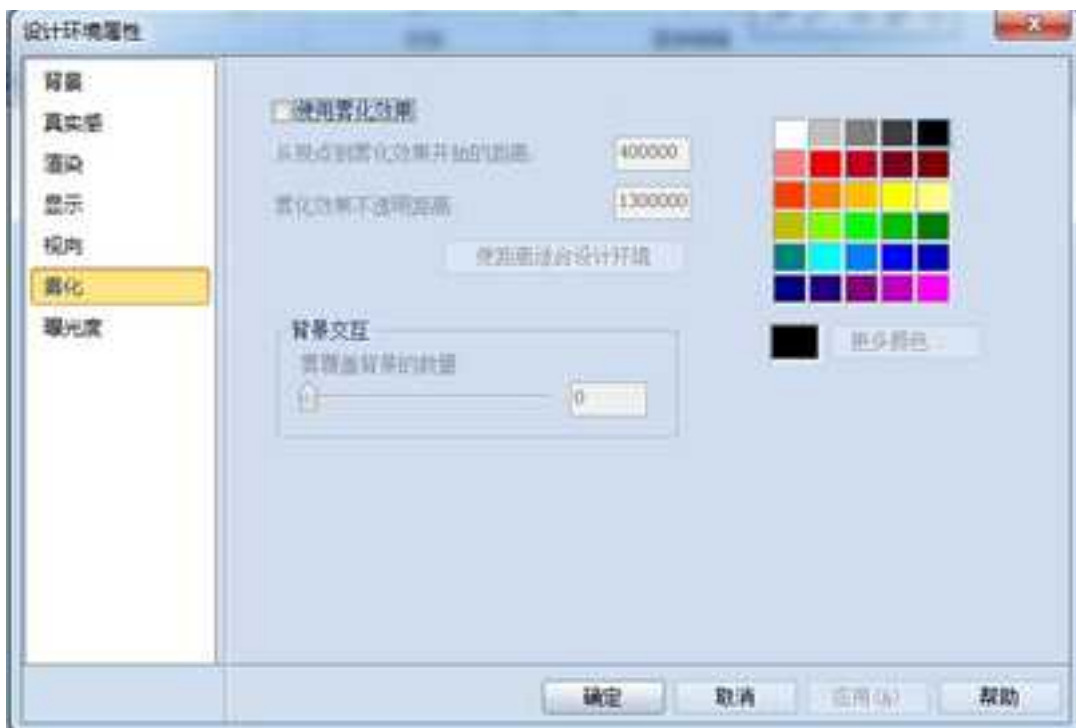 设计环境属性
背景
真实感
渲染
显示
视向
雾化
曝光度
使用雾化效果
从视点到雾化效果开始的距离
400000
雾化效果不透明距离
1300000
使距离适合设计环境
背景交互
雾覆盖背景的数量
0
更多颜色...
确定
取消
应用(A)
帮助